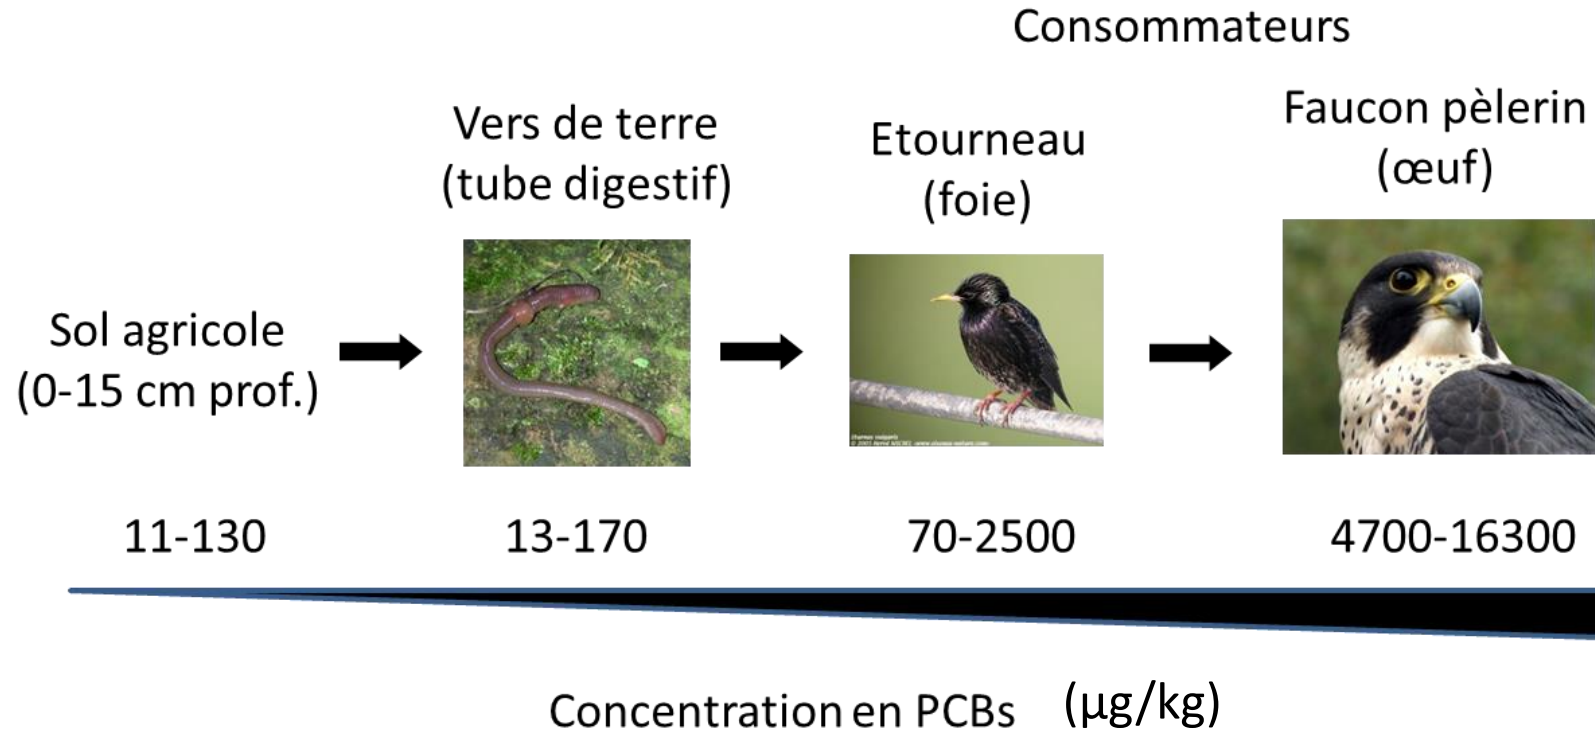 Consommateurs
Vers de terre
(tube digestif)
Etourneau
(foie)
Faucon pèlerin
(œuf)
Sol agricole
(0-15 cm prof.)
11-130
13-170
70-2500
4700-16300
Concentration en PCBs (µg/kg)